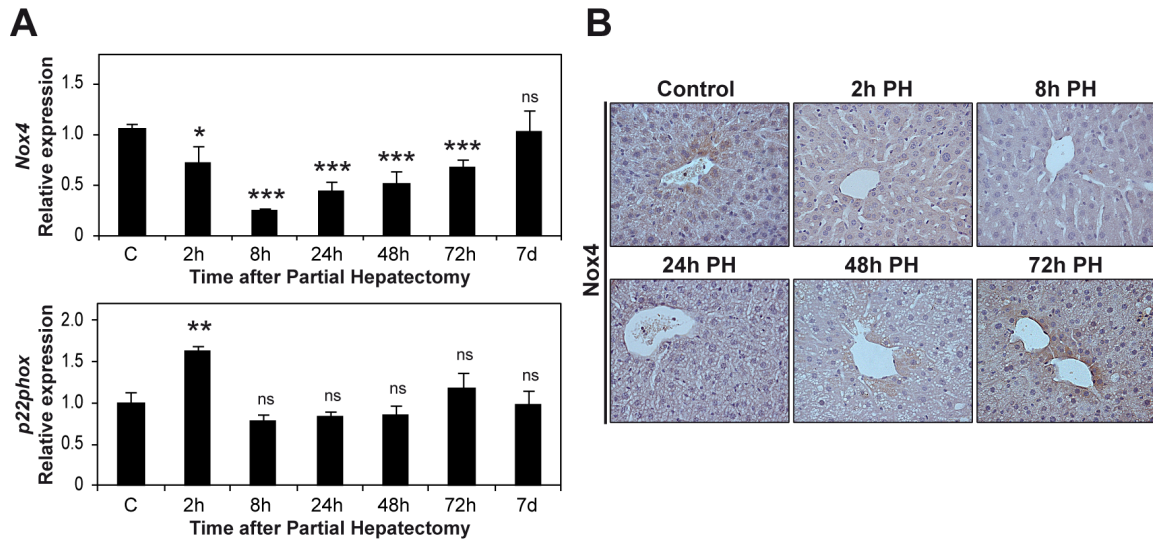 A
Nox4
Relative expression
1.5
1.0
0.5
0
*
***
***
***
***
ns
C 2h 8h 24h 48h 72h 7d
Time after Partial Hepatectomy
p22phox
Relative expression
2.0
1.5
1.0
0.5
0
**
ns
ns
ns
ns
ns
C 2h 8h 24h 48h 72h 7d
Time after Partial Hepatectomy
B
Control 2h PH 8h PH
24h PH 48h PH 72h PH
Nox4